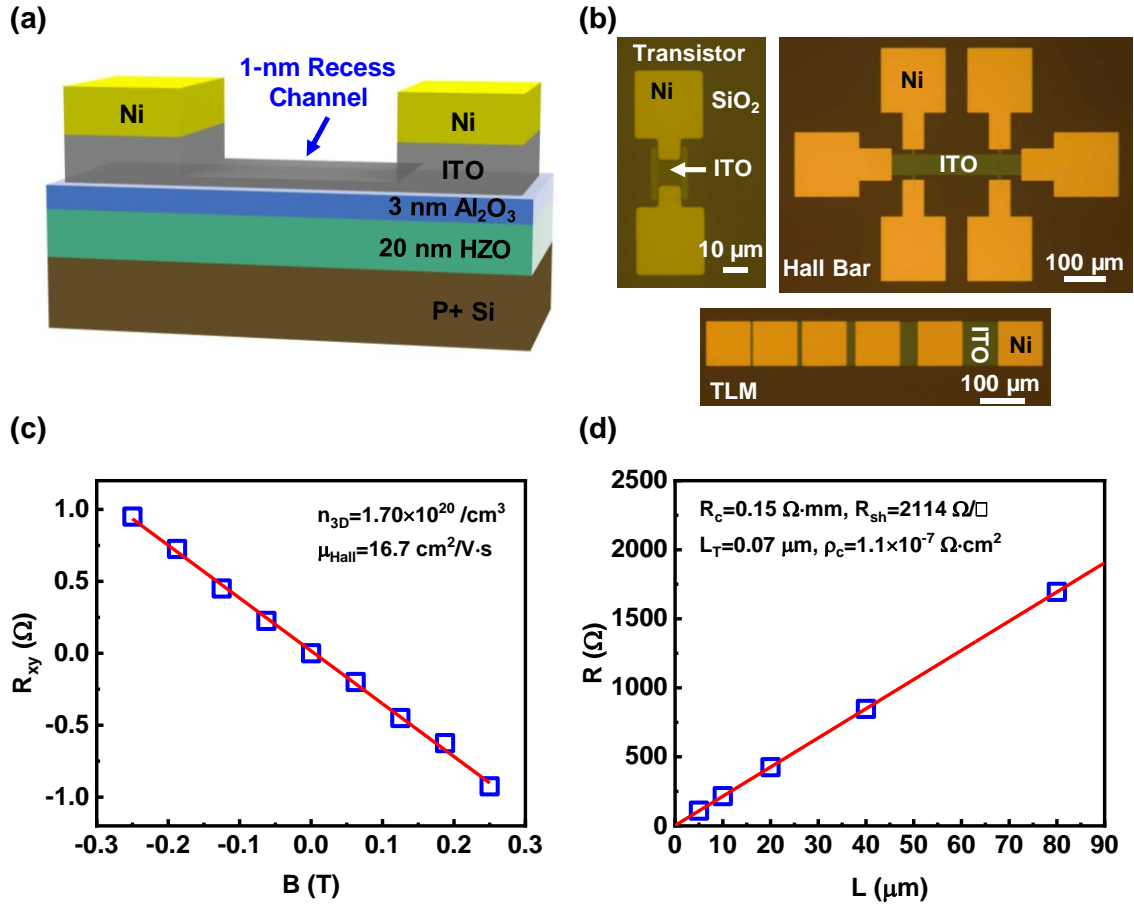 (a)
1-nm Recess
Channel
Ni
Ni
ITO
3 nm Al₂O₃
20 nm HZO
P+ Si
(b)
Transistor
Ni
SiO₂
ITO
10 μm
Ni
ITO
Hall Bar
100 μm
ITO
Ni
TLM
100 μm
(c)
n₃D=1.70×10²⁰ /cm³
μHall=16.7 cm²/V·s
1.0
0.5
0.0
-0.5
-1.0
Rxy (Ω)
-0.3 -0.2 -0.1 0.0 0.1 0.2 0.3
B (T)
(d)
Rc=0.15 Ω·mm, Rsh=2114 Ω/□
LT=0.07 μm, ρc=1.1×10⁻⁷ Ω·cm²
2500
2000
1500
1000
500
0
R (Ω)
0 10 20 30 40 50 60 70 80 90
L (μm)